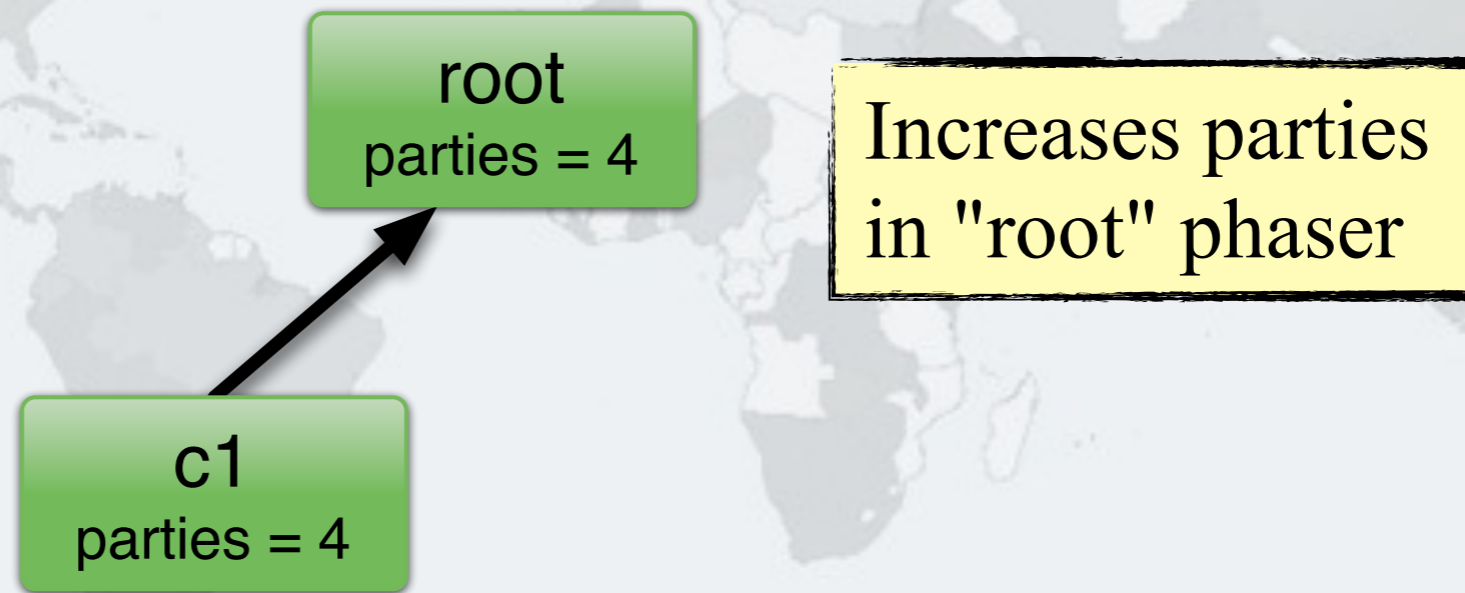 root
parties = 4
Increases parties
in "root" phaser
c1
parties = 4